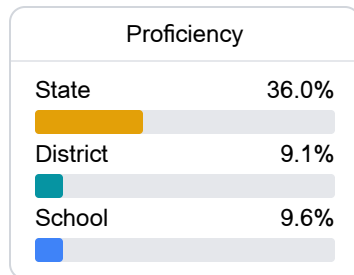 Proficiency
State 36.0%
District 9.1%
School 9.6%